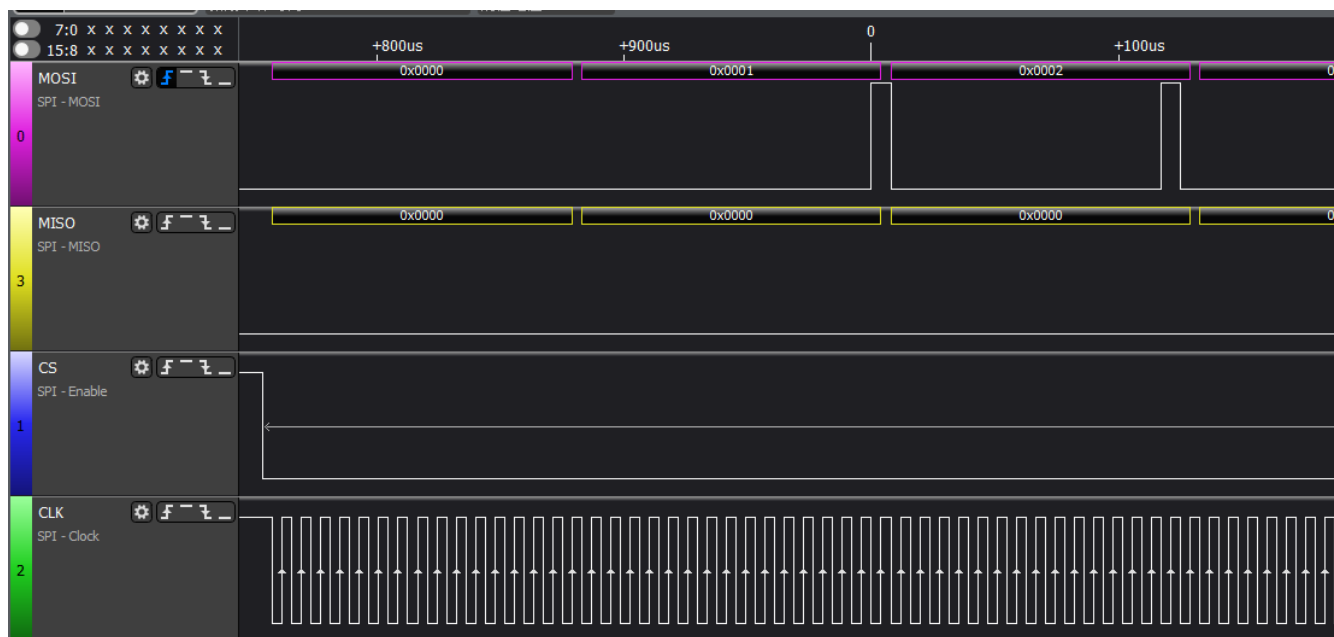 7:0 x x x x x x x x
15:8 x x x x x x x x
+800us +900us 0 +100us
MOSI
SPI - MOSI
0
0x0000 0x0001 0x0002
MISO
SPI - MISO
3
0x0000 0x0000 0x0000
CS
SPI - Enable
1
CLK
SPI - Clock
2